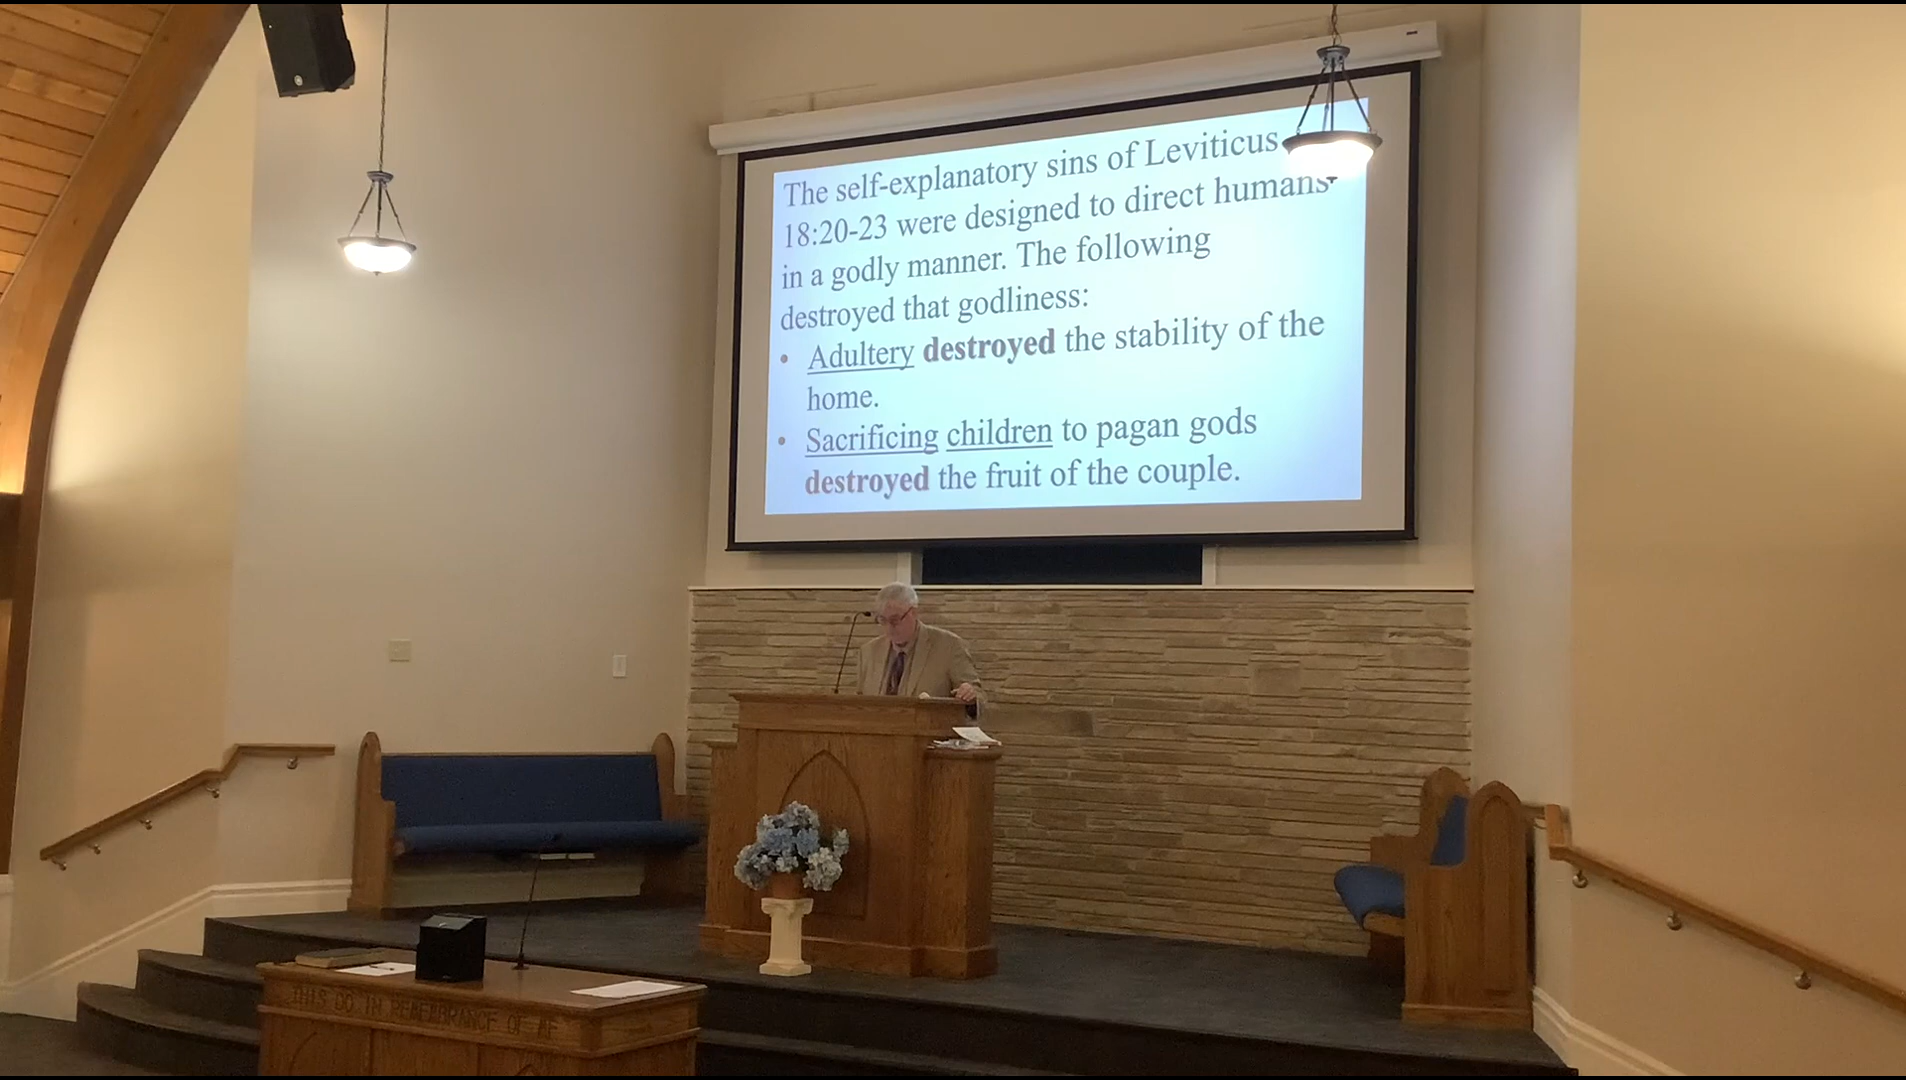 The self-explanatory sins of Leviticus
18:20-23 were designed to direct humans
in a godly manner. The following
destroyed that godliness:
• Adultery destroyed the stability of the
home.
• Sacrificing children to pagan gods
destroyed the fruit of the couple.
THIS DO IN REMEMBRANCE OF ME